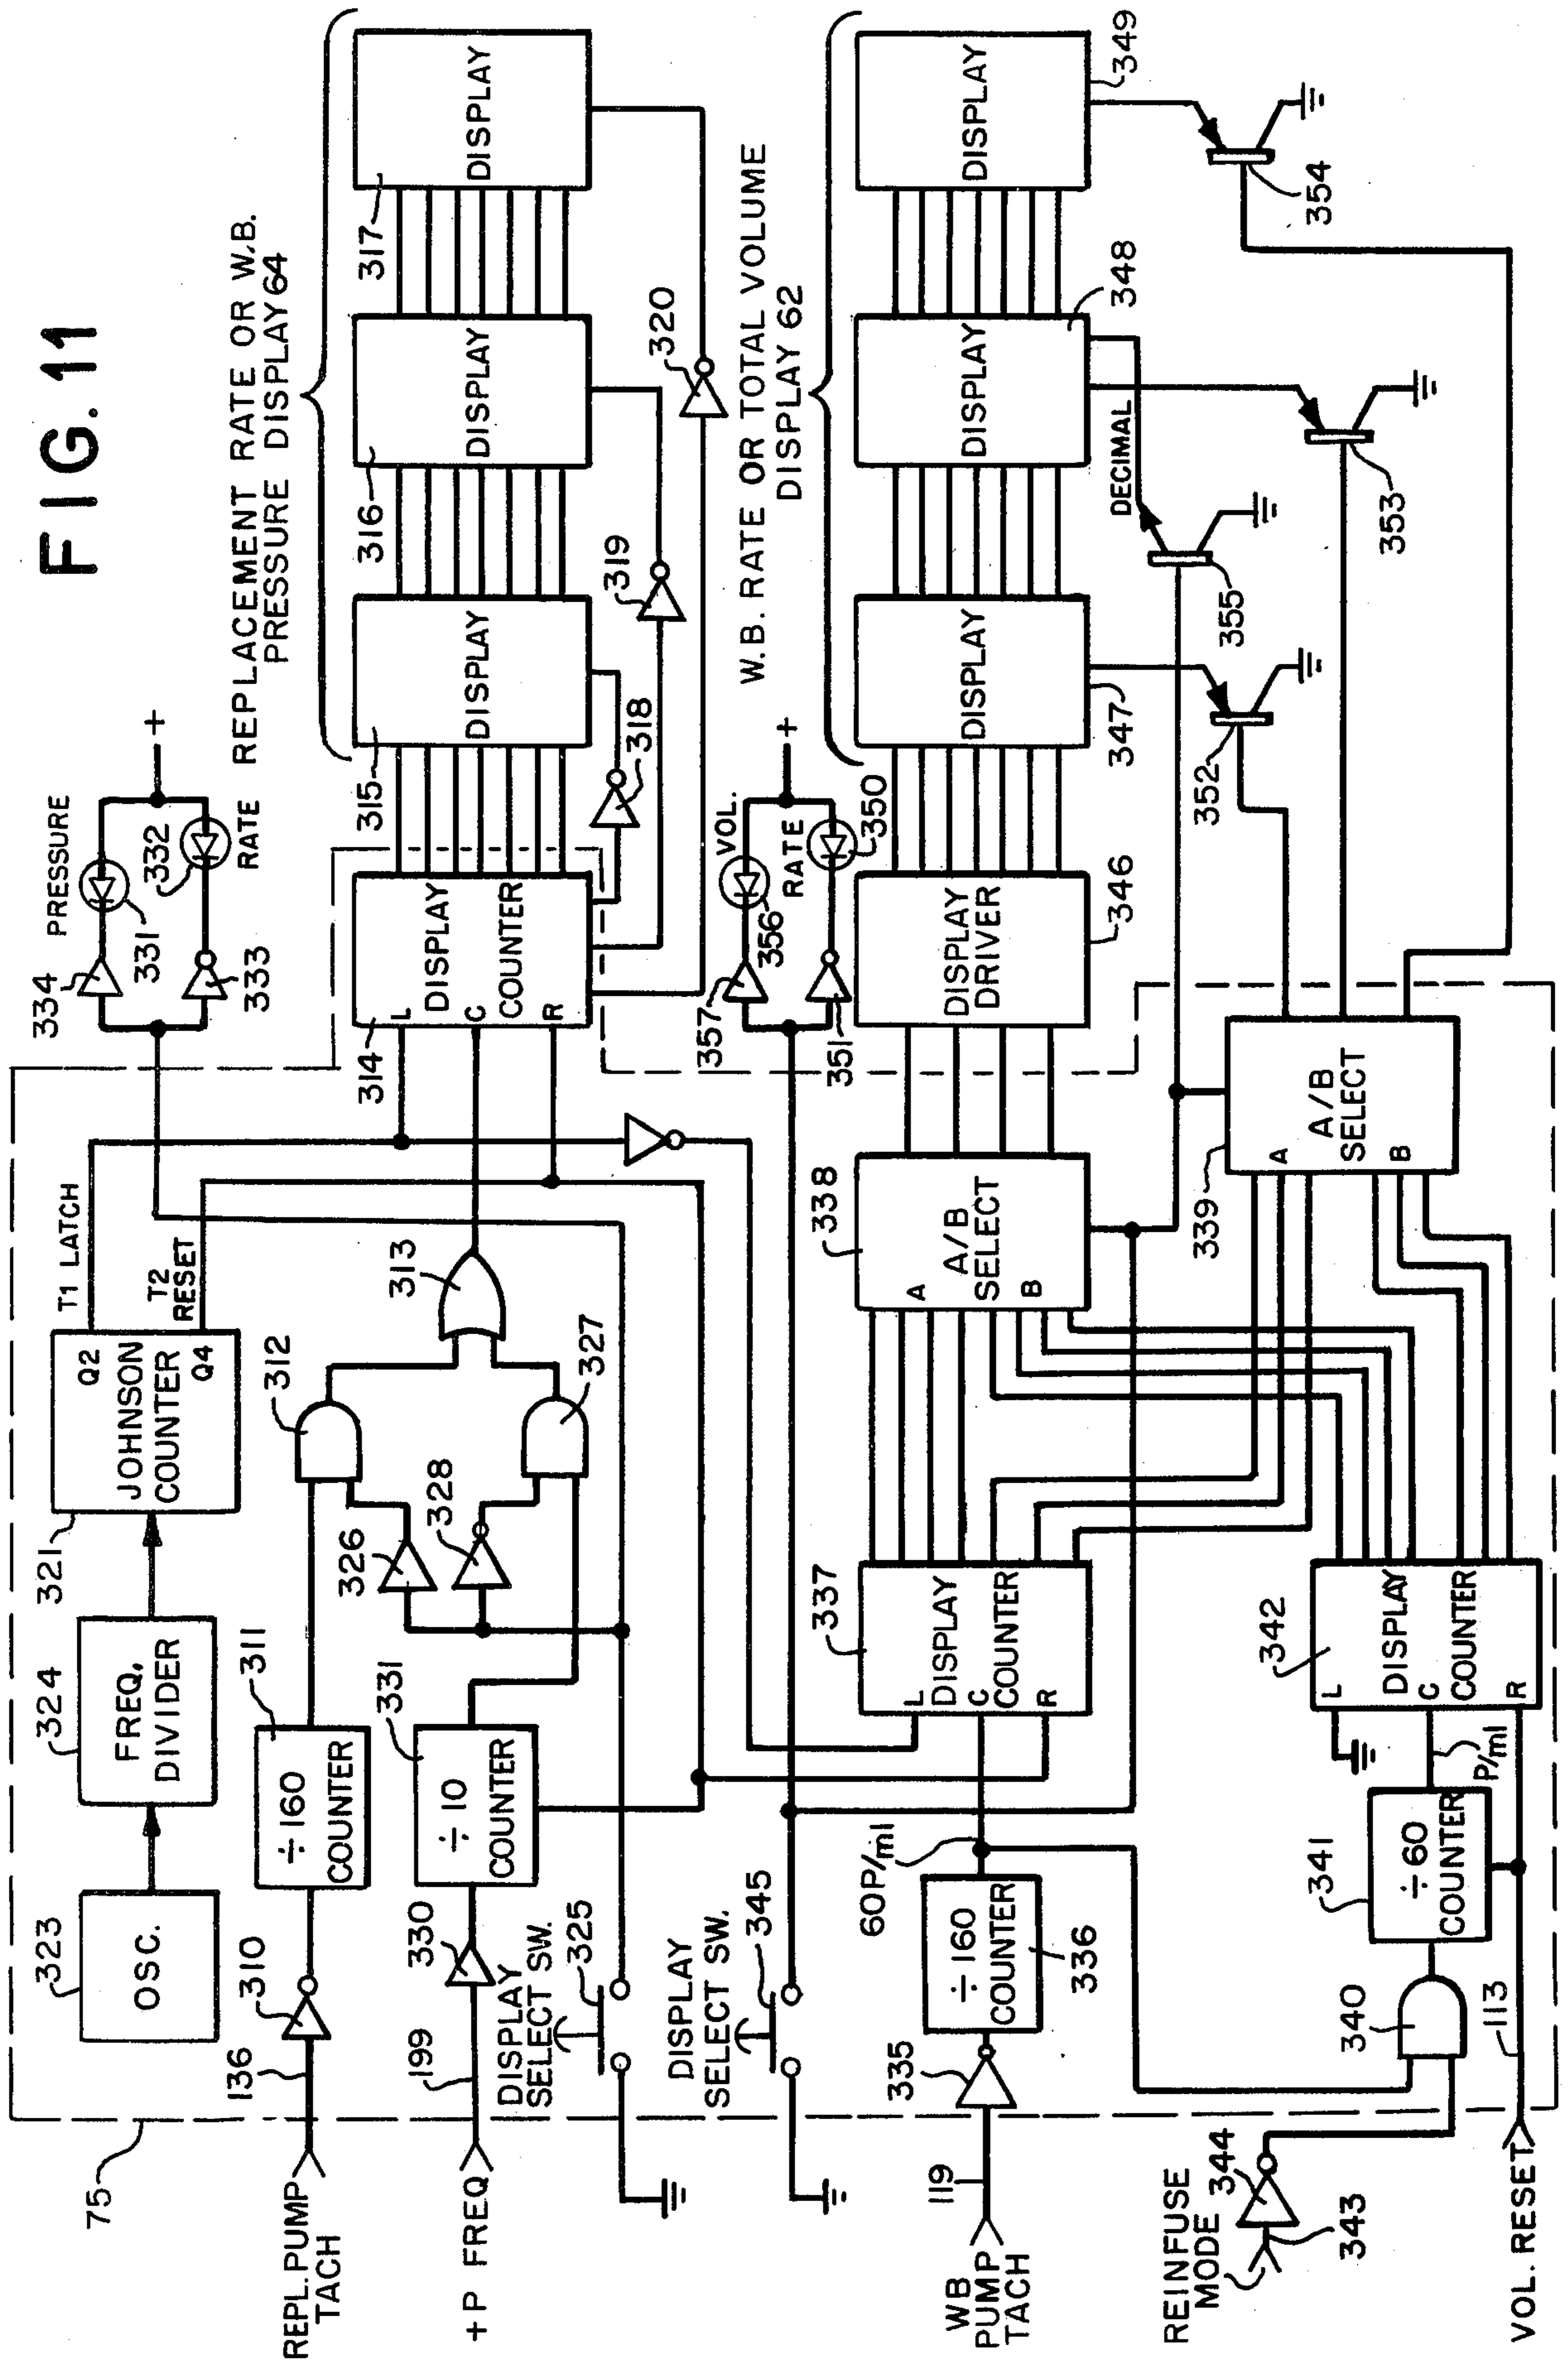 FIG. 11
REPLACEMENT RATE OR W.B.
PRESSURE DISPLAY 64
PRESSURE
334
331
332
333
RATE
+
T1 LATCH
T2
RESET
Q2
JOHNSON
COUNTER
Q4
321
324
FREQ.
DIVIDER
323
OSC.
75
REPL. PUMP
TACH
136
310
311
÷160
COUNTER
312
313
326
328
327
+P FREQ
199
330
331
÷10
COUNTER
DISPLAY
SELECT SW.
325
314
L
DISPLAY
C
COUNTER
R
315
DISPLAY
316
DISPLAY
317
DISPLAY
318
319
320
W.B. RATE OR TOTAL VOLUME
DISPLAY 62
VOL.
357
356
RATE
350
351
+
DISPLAY
SELECT SW.
345
WB
PUMP
TACH
119
335
÷160
COUNTER
336
60P/ml
337
L
DISPLAY
C
COUNTER
R
338
A
A/B
SELECT
B
DISPLAY
DRIVER
346
DISPLAY
347
DISPLAY
348
DISPLAY
349
DECIMAL
355
352
353
354
339
A
A/B
SELECT
B
REINFUSE
MODE
344
343
340
341
÷60
COUNTER
P/ml
342
L
DISPLAY
C
COUNTER
R
VOL. RESET
113